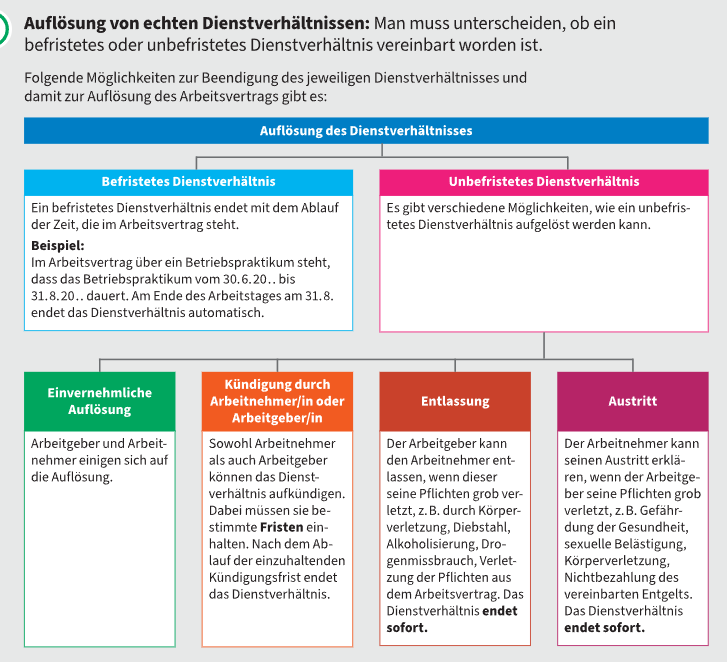 Auflösung von echten Dienstverhältnissen: Man muss unterscheiden, ob ein
befristetes oder unbefristetes Dienstverhältnis vereinbart worden ist.
Folgende Möglichkeiten zur Beendigung des jeweiligen Dienstverhältnisses und
damit zur Auflösung des Arbeitsvertrags gibt es:
Auflösung des Dienstverhältnisses
Befristetes Dienstverhältnis
Ein befristetes Dienstverhältnis endet mit dem Ablauf
der Zeit, die im Arbeitsvertrag steht.
Beispiel:
Im Arbeitsvertrag über ein Betriebspraktikum steht,
dass das Betriebspraktikum vom 30.6.20.. bis
31.8.20.. dauert. Am Ende des Arbeitstages am 31.8.
endet das Dienstverhältnis automatisch.
Unbefristetes Dienstverhältnis
Es gibt verschiedene Möglichkeiten, wie ein unbefris-
tetes Dienstverhältnis aufgelöst werden kann.
Einvernehmliche
Auflösung
Arbeitgeber und Arbeit-
nehmer einigen sich auf
die Auflösung.
Kündigung durch
Arbeitnehmer/in oder
Arbeitgeber/in
Sowohl Arbeitnehmer
als auch Arbeitgeber
können das Dienst-
verhältnis aufkündigen.
Dabei müssen sie be-
stimmte Fristen ein-
halten. Nach dem Ab-
lauf der einzuhaltenden
Kündigungsfrist endet
das Dienstverhältnis.
Entlassung
Der Arbeitgeber kann
den Arbeitnehmer ent-
lassen, wenn dieser
seine Pflichten grob ver-
letzt, z.B. durch Körper-
verletzung, Diebstahl,
Alkoholisierung, Dro-
genmissbrauch, Verlet-
zung der Pflichten aus
dem Arbeitsvertrag. Das
Dienstverhältnis endet
sofort.
Austritt
Der Arbeitnehmer kann
seinen Austritt erklä-
ren, wenn der Arbeitge-
ber seine Pflichten grob
verletzt, z.B. Gefähr-
dung der Gesundheit,
sexuelle Belästigung,
Körperverletzung,
Nichtbezahlung des
vereinbarten Entgelts.
Das Dienstverhältnis
endet sofort.